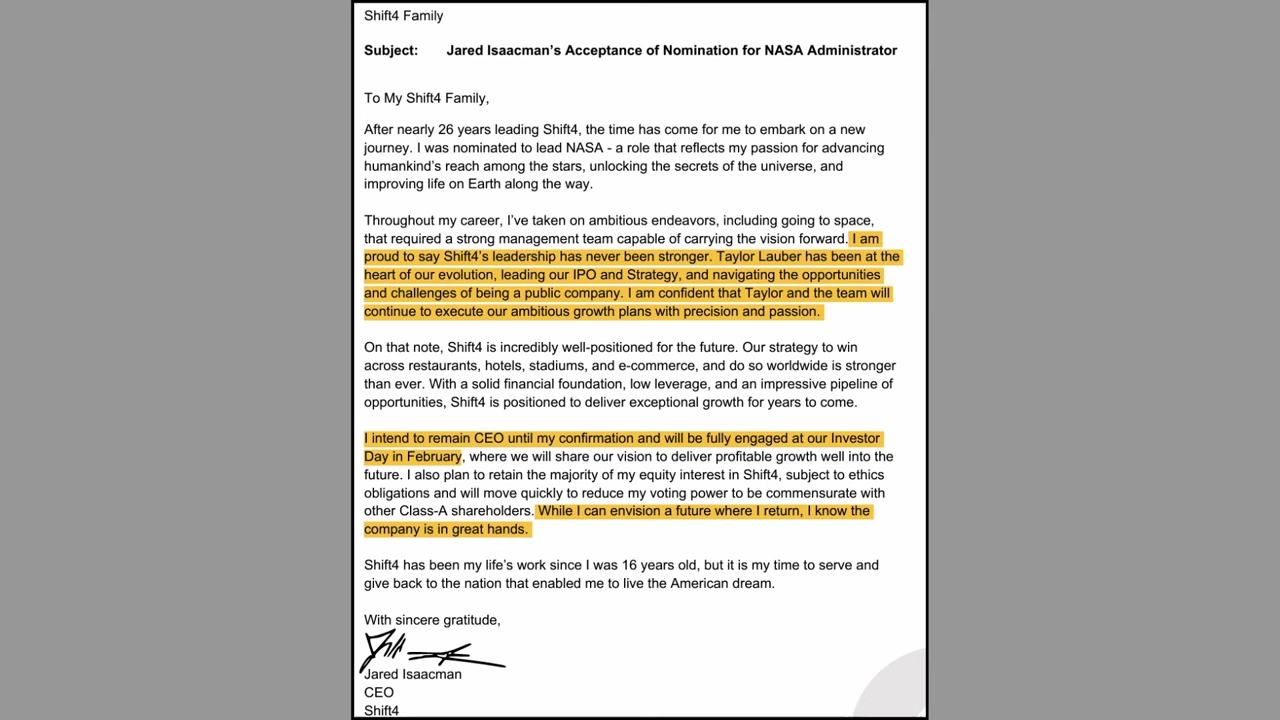 Shift4 Family
Subject: Jared Isaacman's Acceptance of Nomination for NASA Administrator
To My Shift4 Family,
After nearly 26 years leading Shift4, the time has come for me to embark on a new
journey. I was nominated to lead NASA - a role that reflects my passion for advancing
humankind's reach among the stars, unlocking the secrets of the universe, and
improving life on Earth along the way.
Throughout my career, I've taken on ambitious endeavors, including going to space,
that required a strong management team capable of carrying the vision forward. I am
proud to say Shift4's leadership has never been stronger. Taylor Lauber has been at the
heart of our evolution, leading our IPO and Strategy, and navigating the opportunities
and challenges of being a public company. I am confident that Taylor and the team will
continue to execute our ambitious growth plans with precision and passion.
On that note, Shift4 is incredibly well-positioned for the future. Our strategy to win
across restaurants, hotels, stadiums, and e-commerce, and do so worldwide is stronger
than ever. With a solid financial foundation, low leverage, and an impressive pipeline of
opportunities, Shift4 is positioned to deliver exceptional growth for years to come.
I intend to remain CEO until my confirmation and will be fully engaged at our Investor
Day in February, where we will share our vision to deliver profitable growth well into the
future. I also plan to retain the majority of my equity interest in Shift4, subject to ethics
obligations and will move quickly to reduce my voting power to be commensurate with
other Class-A shareholders. While I can envision a future where I return, I know the
company is in great hands.
Shift4 has been my life's work since I was 16 years old, but it is my time to serve and
give back to the nation that enabled me to live the American dream.
With sincere gratitude,
Jared Isaacman
CEO
Shift4